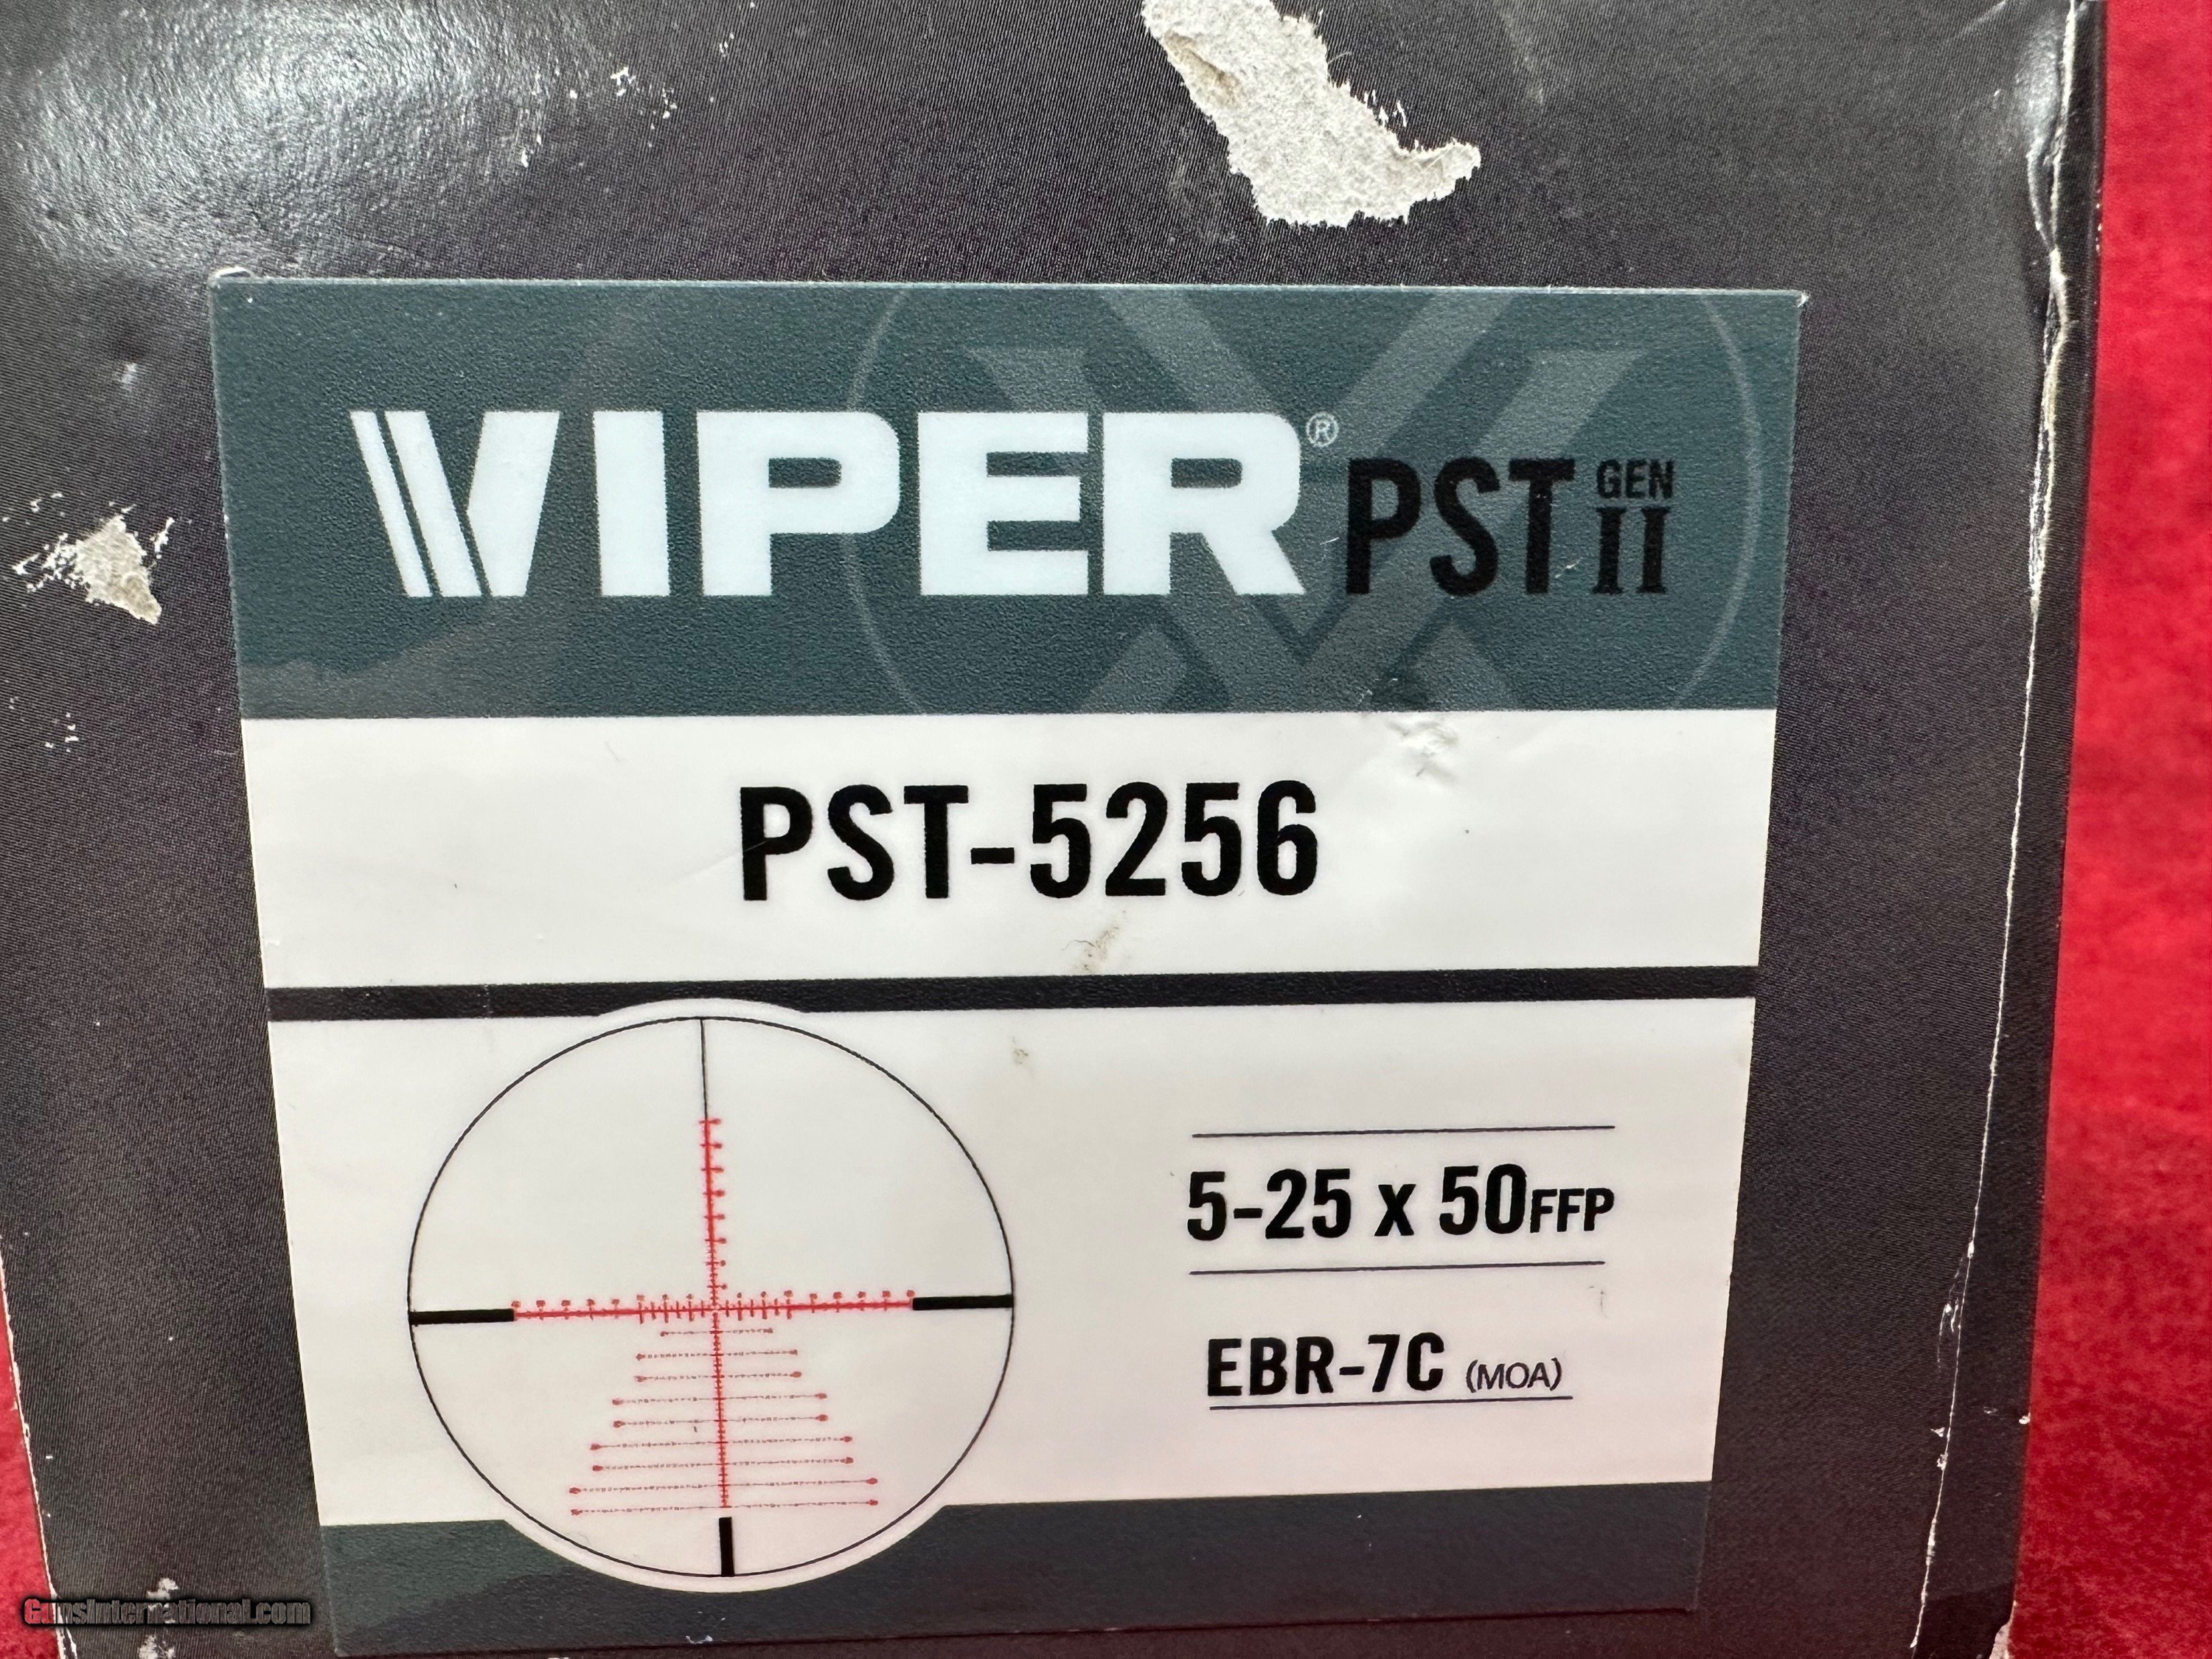 VIPER® PST GEN II
PST-5256
5-25 x 50FFP
EBR-7C (MOA)
GunsInternational.com